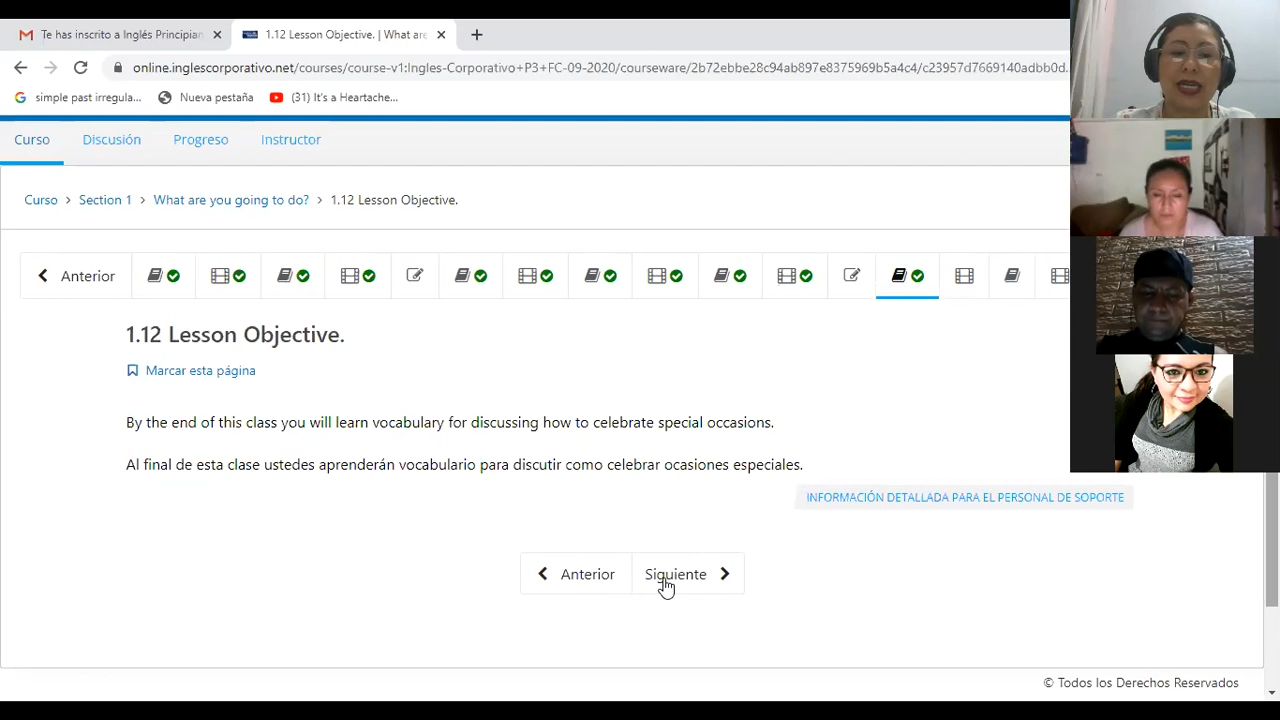 Te has inscrito a Inglés Principian
1.12 Lesson Objective. | What are
online.inglescorporativo.net/courses/course-v1:Ingles-Corporativo+P3+FC-09-2020/courseware/2b72ebbe28c94ab897e8375969b5a4c4/c23957d7669140adbb0d
simple past irregula...
Nueva pestaña
(31) It's a Heartache...
Curso
Discusión
Progreso
Instructor
Curso > Section 1 > What are you going to do? > 1.12 Lesson Objective.
Anterior
1.12 Lesson Objective.
Marcar esta página
By the end of this class you will learn vocabulary for discussing how to celebrate special occasions.
Al final de esta clase ustedes aprenderán vocabulario para discutir como celebrar ocasiones especiales.
INFORMACIÓN DETALLADA PARA EL PERSONAL DE SOPORTE
Anterior
Siguiente
© Todos los Derechos Reservados